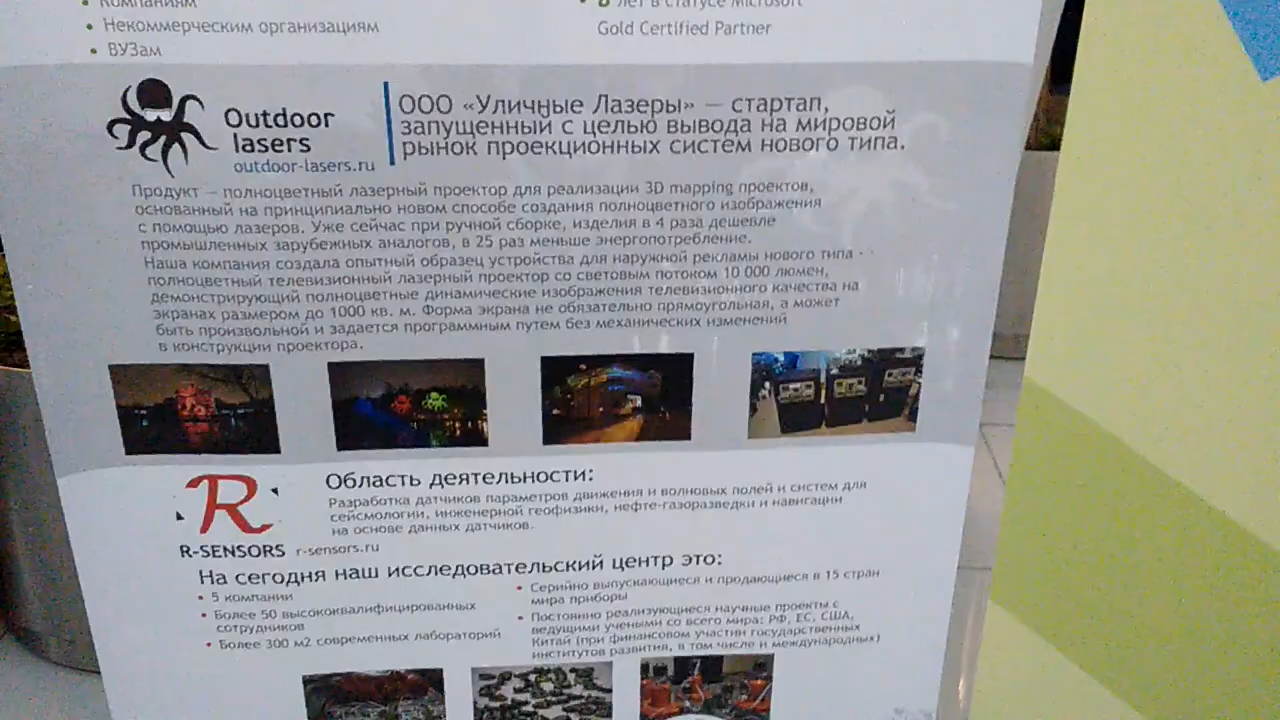 Компаниям
Некоммерческим организациям
ВУЗам
6 лет в статусе Microsoft
Gold Certified Partner
Outdoor
lasers
outdoor-lasers.ru
ООО «Уличные Лазеры» — стартап,
запущенный с целью вывода на мировой
рынок проекционных систем нового типа.
Продукт — полноцветный лазерный проектор для реализации 3D mapping проектов,
основанный на принципиально новом способе создания полноцветного изображения
с помощью лазеров. Уже сейчас при ручной сборке, изделия в 4 раза дешевле
промышленных зарубежных аналогов, в 25 раз меньше энергопотребление.
Наша компания создала опытный образец устройства для наружной рекламы нового типа -
полноцветный телевизионный лазерный проектор со световым потоком 10 000 люмен,
демонстрирующий полноцветные динамические изображения телевизионного качества на
экранах размером до 1000 кв. м. Форма экрана не обязательно прямоугольная, а может
быть произвольной и задается программным путем без механических изменений
в конструкции проектора.
R
R-SENSORS r-sensors.ru
Область деятельности:
Разработка датчиков параметров движения и волновых полей и систем для
сейсмологии, инженерной геофизики, нефте-газоразведки и навигации
на основе данных датчиков.
На сегодня наш исследовательский центр это:
• 5 компании
• Более 50 высококвалифицированных
сотрудников
• Более 300 м2 современных лабораторий
• Серийно выпускающиеся и продающиеся в 15 стран
мира приборы
• Постоянно реализующиеся научные проекты с
ведущими учеными со всего мира: РФ, ЕС, США,
Китай (при финансовом участии государственных
институтов развития, в том числе и международных)